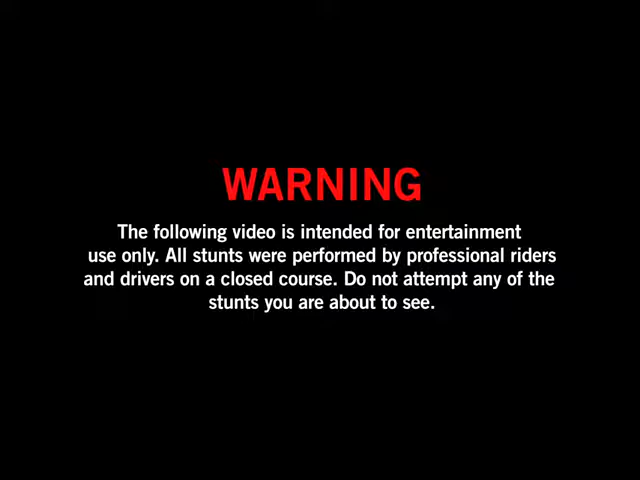 WARNING
The following video is intended for entertainment
use only. All stunts were performed by professional riders
and drivers on a closed course. Do not attempt any of the
stunts you are about to see.